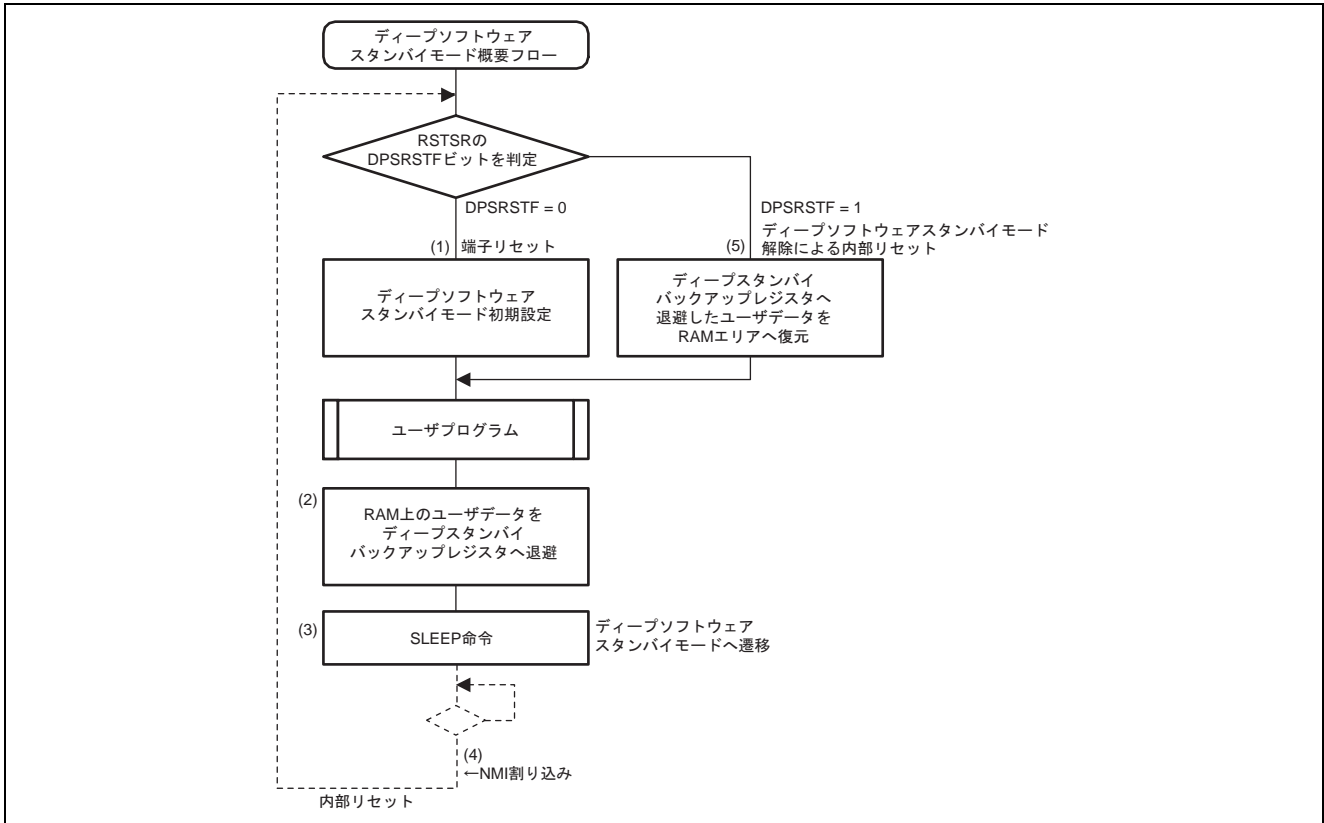 ディープソフトウェア
スタンバイモード概要フロー
RSTSRの
DPSRSTFビットを判定
DPSRSTF = 0
DPSRSTF = 1
(1) 端子リセット
(5) ディープソフトウェアスタンバイモード
解除による内部リセット
ディープソフトウェア
スタンバイモード初期設定
ディープスタンバイ
バックアップレジスタへ
退避したユーザデータを
RAMエリアへ復元
ユーザプログラム
(2)
RAM上のユーザデータを
ディープスタンバイ
バックアップレジスタへ退避
(3)
SLEEP命令
ディープソフトウェア
スタンバイモードへ遷移
(4)
←NMI割り込み
内部リセット